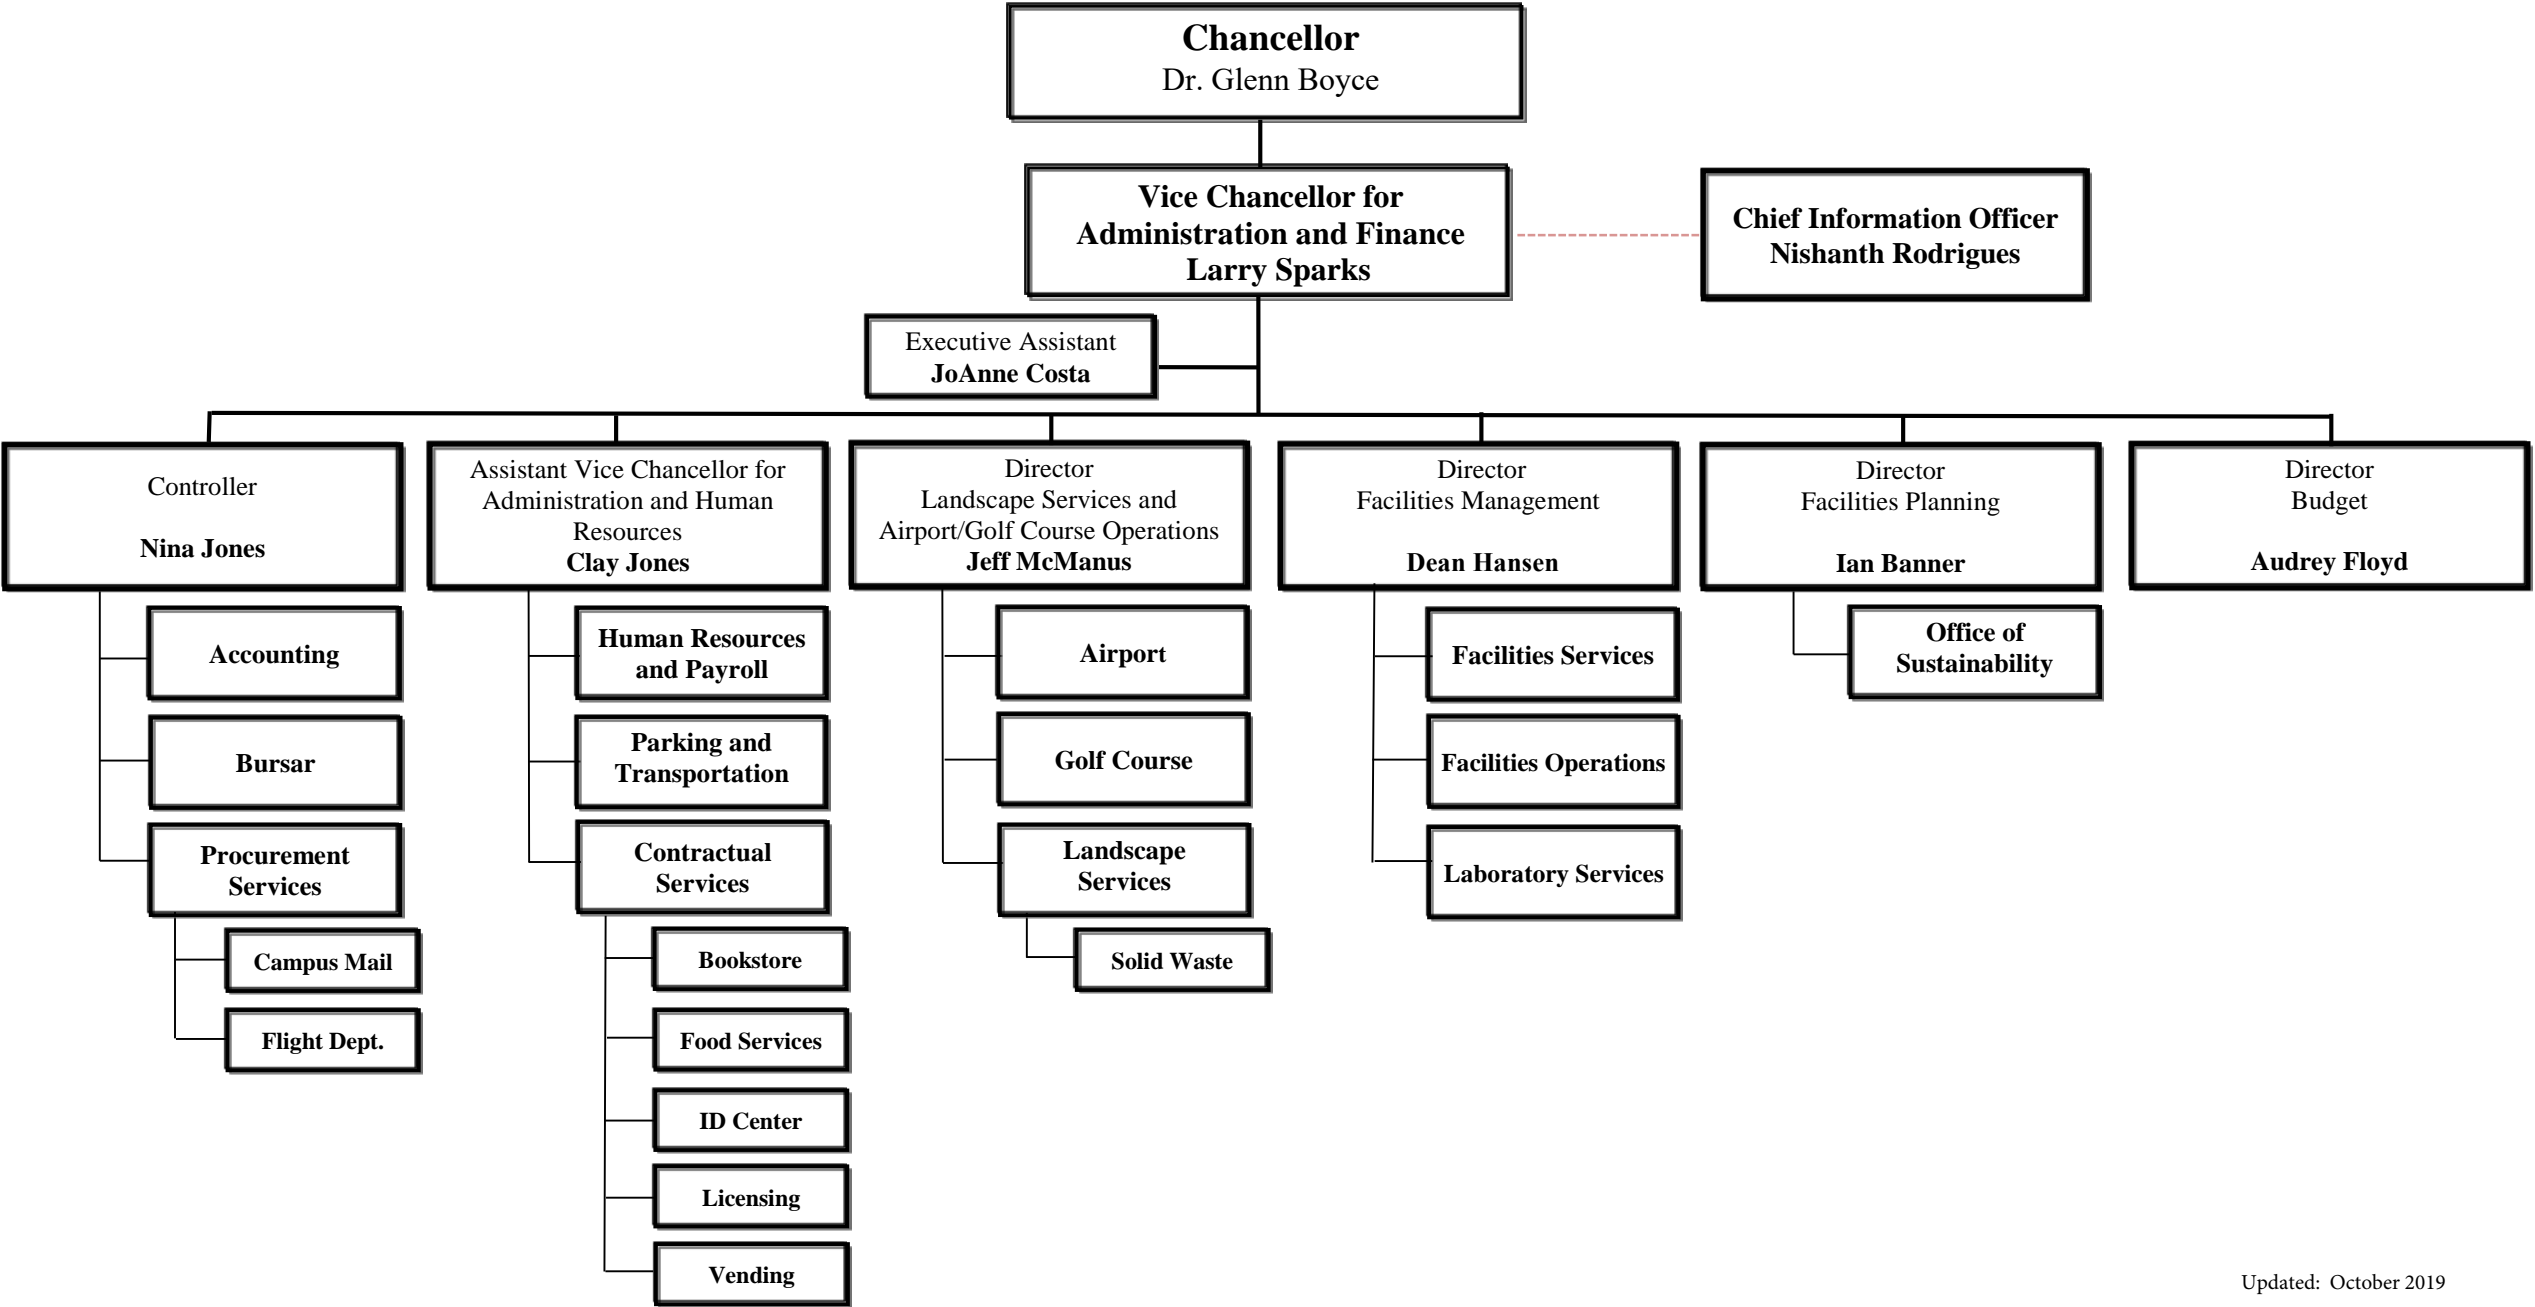 Chancellor
Dr. Glenn Boyce
Vice Chancellor for
Administration and Finance
Larry Sparks
Chief Information Officer
Nishanth Rodrigues
Executive Assistant
JoAnne Costa
Controller
Nina Jones
Assistant Vice Chancellor for
Administration and Human
Resources
Clay Jones
Director
Landscape Services and
Airport/Golf Course Operations
Jeff McManus
Director
Facilities Management
Dean Hansen
Director
Facilities Planning
Ian Banner
Director
Budget
Audrey Floyd
Accounting
Bursar
Procurement
Services
Campus Mail
Flight Dept.
Human Resources
and Payroll
Parking and
Transportation
Contractual
Services
Bookstore
Food Services
ID Center
Licensing
Vending
Airport
Golf Course
Landscape
Services
Solid Waste
Facilities Services
Facilities Operations
Laboratory Services
Office of
Sustainability
Updated:  October 2019